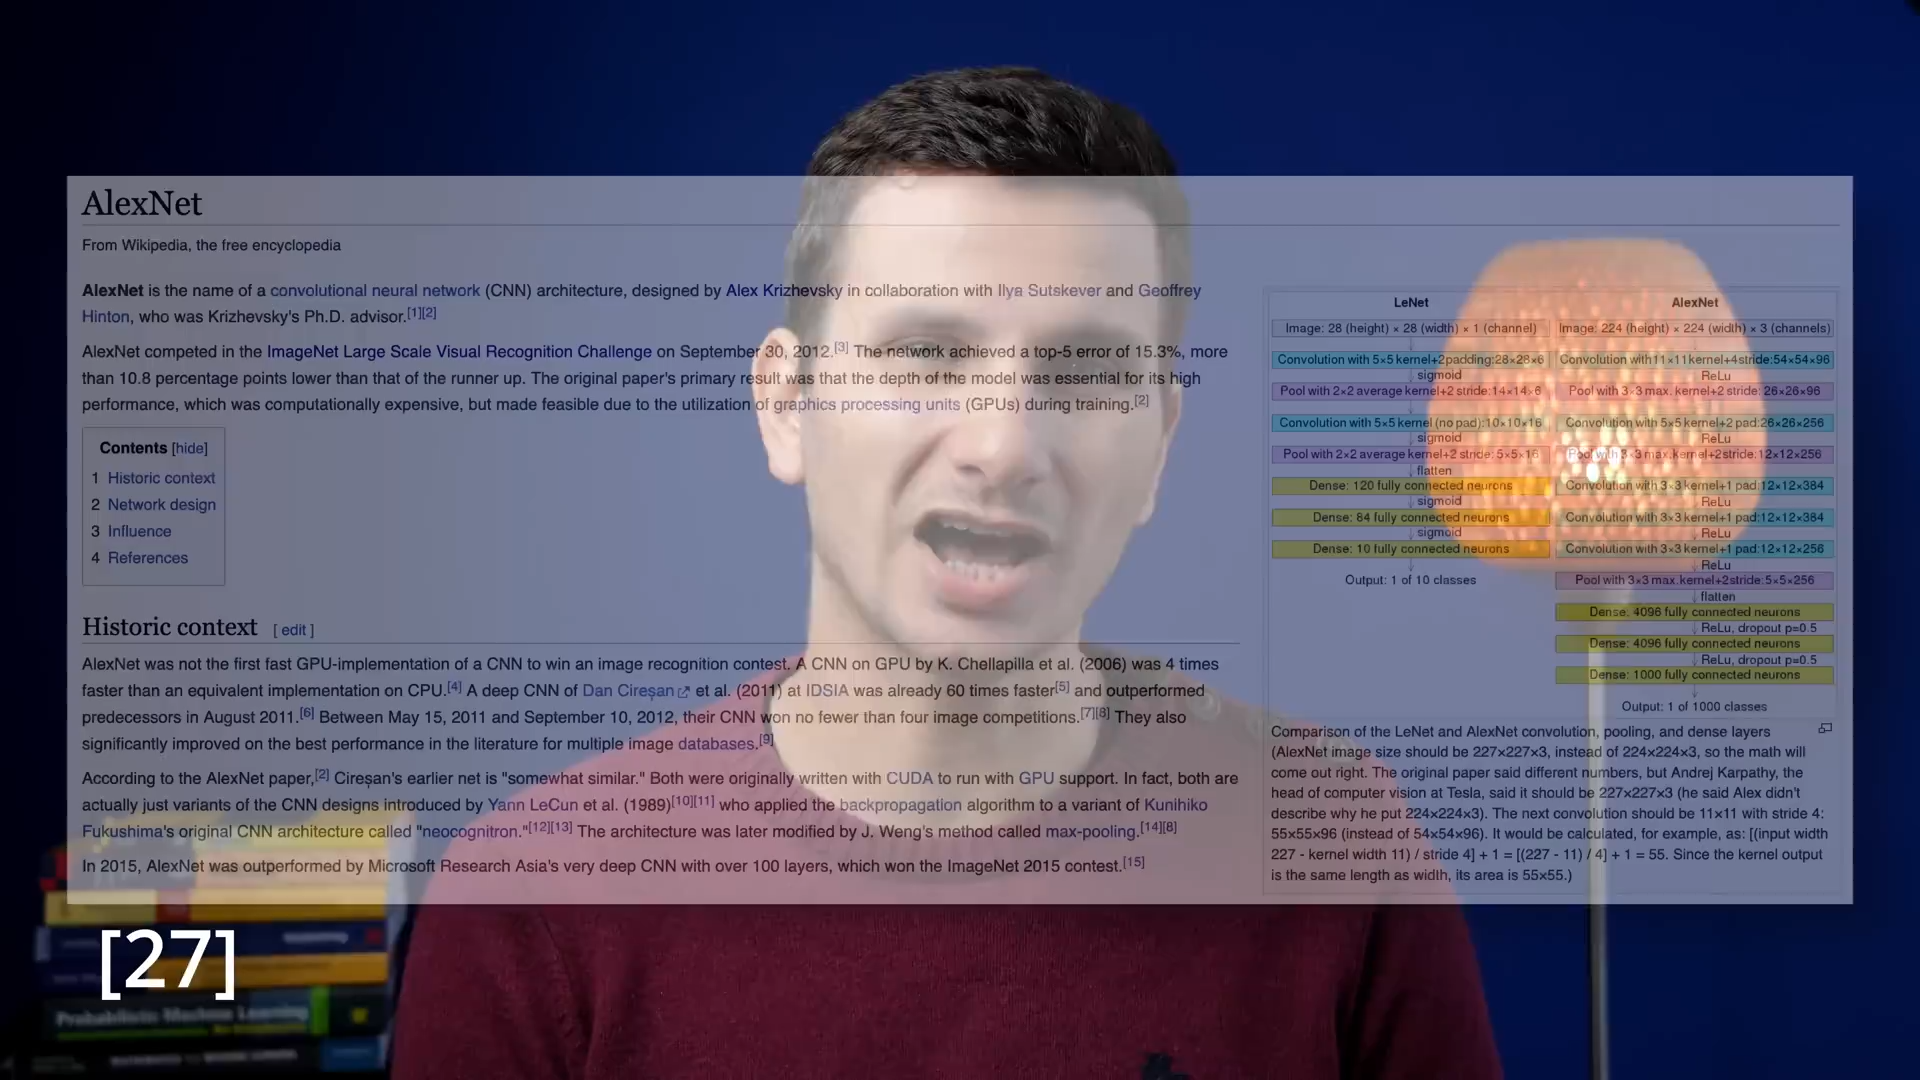 AlexNet
From Wikipedia, the free encyclopedia
AlexNet is the name of a convolutional neural network (CNN) architecture, designed by Alex Krizhevsky in collaboration with Ilya Sutskever and Geoffrey
Hinton, who was Krizhevsky's Ph.D. advisor.[1][2]
AlexNet competed in the ImageNet Large Scale Visual Recognition Challenge on September 30, 2012.[3] The network achieved a top-5 error of 15.3%, more
than 10.8 percentage points lower than that of the runner up. The original paper's primary result was that the depth of the model was essential for its high
performance, which was computationally expensive, but made feasible due to the utilization of graphics processing units (GPUs) during training.[2]
Contents [hide]
1 Historic context
2 Network design
3 Influence
4 References
Historic context [ edit ]
AlexNet was not the first fast GPU-implementation of a CNN to win an image recognition contest. A CNN on GPU by K. Chellapilla et al. (2006) was 4 times
faster than an equivalent implementation on CPU.[4] A deep CNN of Dan Cireșan et al. (2011) at IDSIA was already 60 times faster[5] and outperformed
predecessors in August 2011.[6] Between May 15, 2011 and September 10, 2012, their CNN won no fewer than four image competitions.[7][8] They also
significantly improved on the best performance in the literature for multiple image databases.[9]
According to the AlexNet paper,[2] Cireșan's earlier net is "somewhat similar." Both were originally written with CUDA to run with GPU support. In fact, both are
actually just variants of the CNN designs introduced by Yann LeCun et al. (1989)[10][11] who applied the backpropagation algorithm to a variant of Kunihiko
Fukushima's original CNN architecture called "neocognitron."[12][13] The architecture was later modified by J. Weng's method called max-pooling.[14][8]
In 2015, AlexNet was outperformed by Microsoft Research Asia's very deep CNN with over 100 layers, which won the ImageNet 2015 contest.[15]
LeNet
Image: 28 (height) × 28 (width) × 1 (channel)
Convolution with 5×5 kernel+2padding:28×28×6
sigmoid
Pool with 2×2 average kernel+2 stride:14×14×6
Convolution with 5×5 kernel (no pad):10×10×16
sigmoid
Pool with 2×2 average kernel+2 stride: 5×5×16
flatten
Dense: 120 fully connected neurons
sigmoid
Dense: 84 fully connected neurons
sigmoid
Dense: 10 fully connected neurons
Output: 1 of 10 classes
AlexNet
Image: 224 (height) × 224 (width) × 3 (channels)
Convolution with11×11kernel+4stride:54×54×96
ReLu
Pool with 3×3 max. kernel+2 stride: 26×26×96
Convolution with 5×5 kernel+2 pad:26×26×256
ReLu
Pool with 3×3 max.kernel+2stride:12×12×256
Convolution with 3×3 kernel+1 pad:12×12×384
ReLu
Convolution with 3×3 kernel+1 pad:12×12×384
ReLu
Convolution with 3×3 kernel+1 pad:12×12×256
ReLu
Pool with 3×3 max.kernel+2stride:5×5×256
flatten
Dense: 4096 fully connected neurons
ReLu, dropout p=0.5
Dense: 4096 fully connected neurons
ReLu, dropout p=0.5
Dense: 1000 fully connected neurons
Output: 1 of 1000 classes
Comparison of the LeNet and AlexNet convolution, pooling, and dense layers
(AlexNet image size should be 227×227×3, instead of 224×224×3, so the math will
come out right. The original paper said different numbers, but Andrej Karpathy, the
head of computer vision at Tesla, said it should be 227×227×3 (he said Alex didn't
describe why he put 224×224×3). The next convolution should be 11×11 with stride 4:
55×55×96 (instead of 54×54×96). It would be calculated, for example, as: [(input width
227 - kernel width 11) / stride 4] + 1 = [(227 - 11) / 4] + 1 = 55. Since the kernel output
is the same length as width, its area is 55×55.)
[27]
Probabilistic Machine Learning